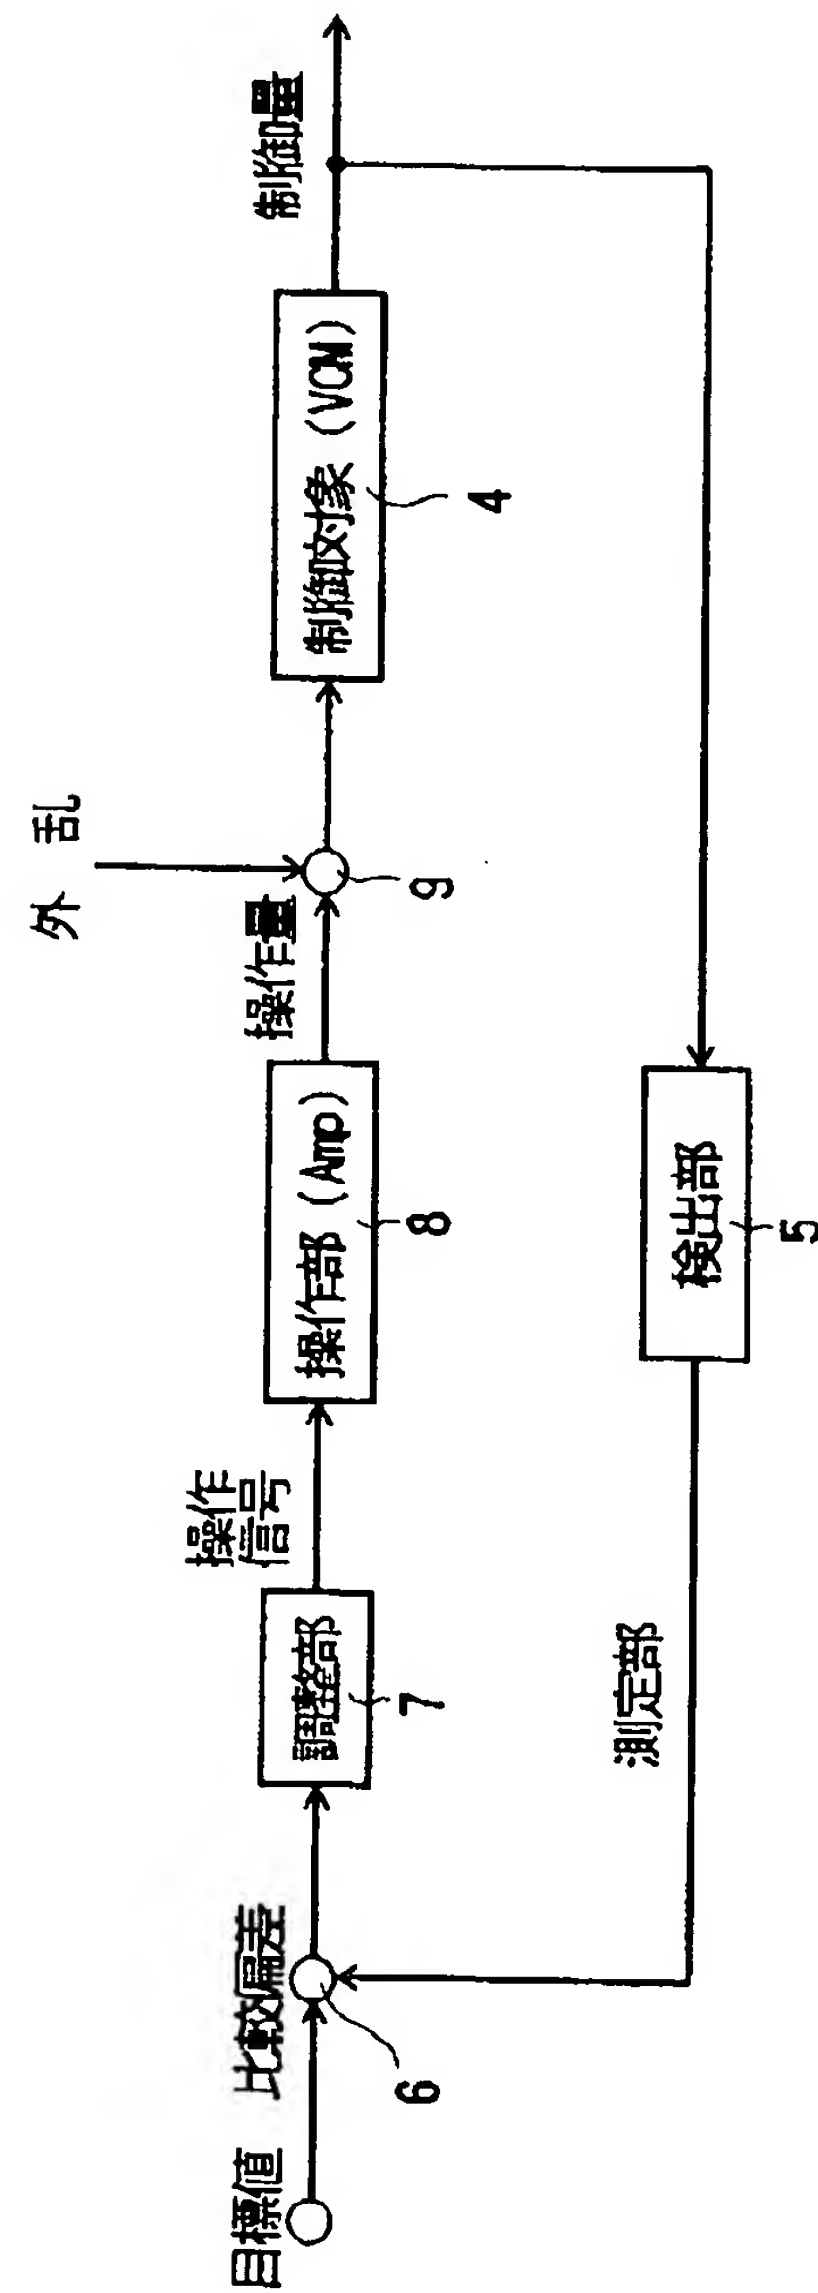 目標値
比較偏差
6
調整部
7
操作
信号
操作部 (Amp)
8
操作量
外乱
9
制御対象 (VCM)
4
制御量
検出部
5
測定部